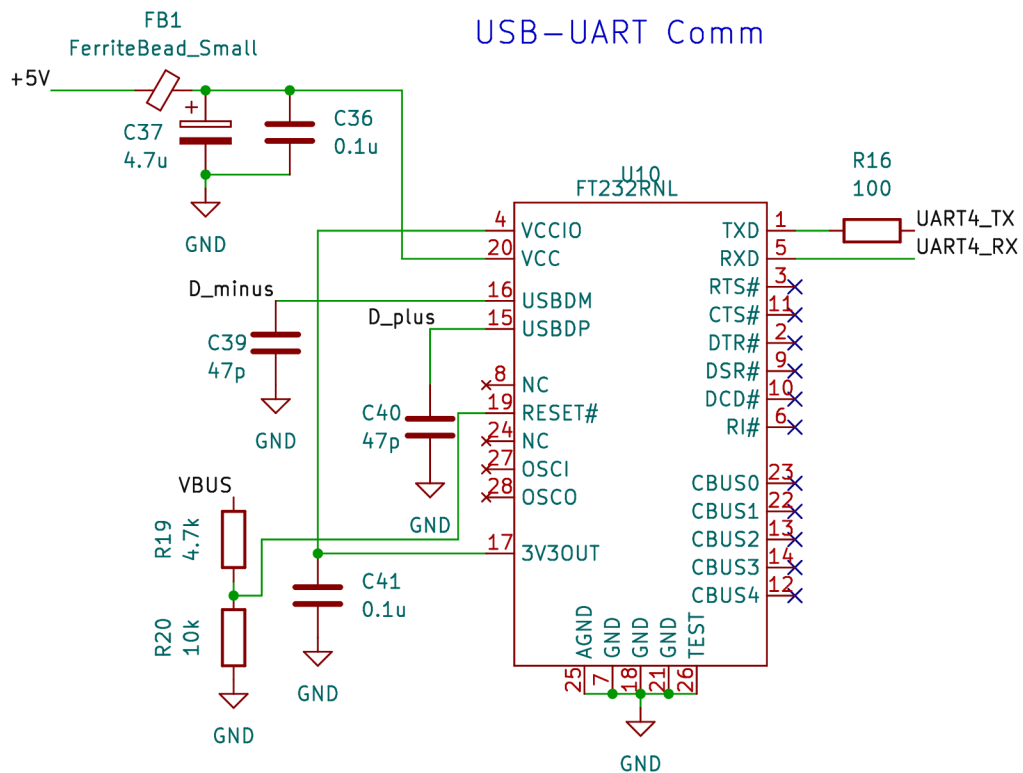 USB-UART Comm
FB1
FerriteBead_Small
+5V
+
C37
4.7u
C36
0.1u
GND
U10
FT232RNL
R16
100
UART4_TX
UART4_RX
4 VCCIO
20 VCC
D_minus
16 USBDM
D_plus
15 USBDP
C39
47p
GND
8 NC
19 RESET#
24 NC
27 OSCI
28 OSCO
C40
47p
GND
VBUS
R19
4.7k
17 3V3OUT
C41
0.1u
GND
R20
10k
GND
TXD 1
RXD 5
RTS# 3
CTS# 11
DTR# 2
DSR# 9
DCD# 10
RI# 6
CBUS0 23
CBUS1 22
CBUS2 13
CBUS3 14
CBUS4 12
AGND 25
GND 7
GND 18
GND 21
TEST 26
GND